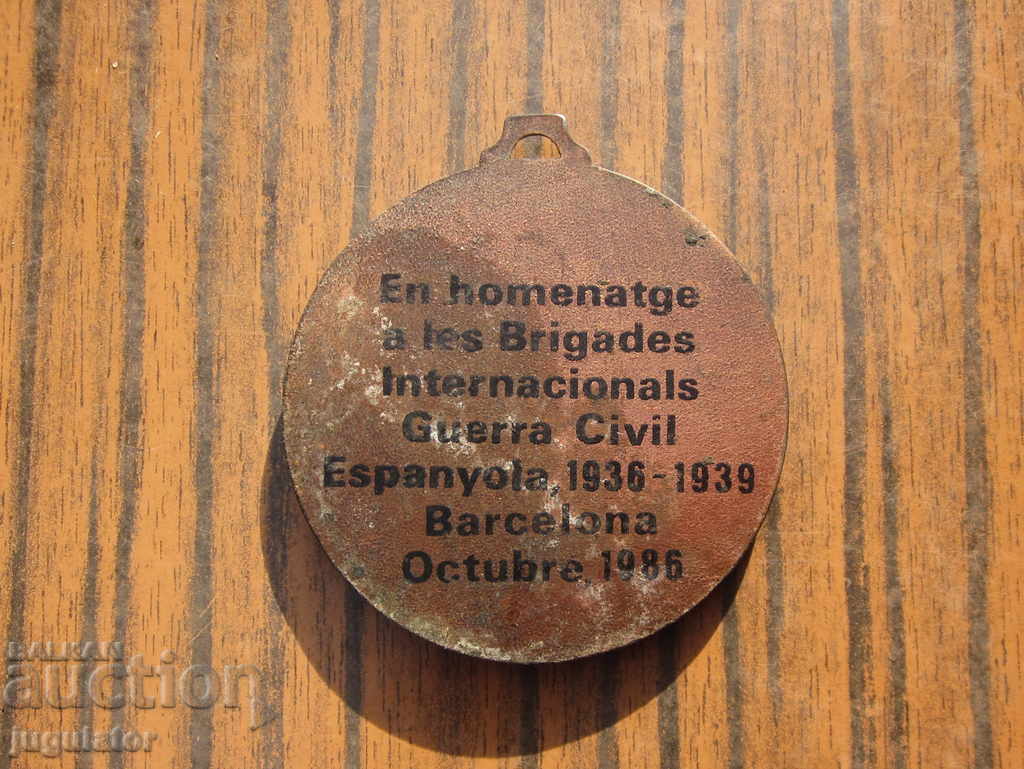 En homenatge
a les Brigades
Internacionals
Guerra Civil
Espanyola, 1936-1939
Barcelona
Octubre, 1986
BALKAN
auction
jugulator